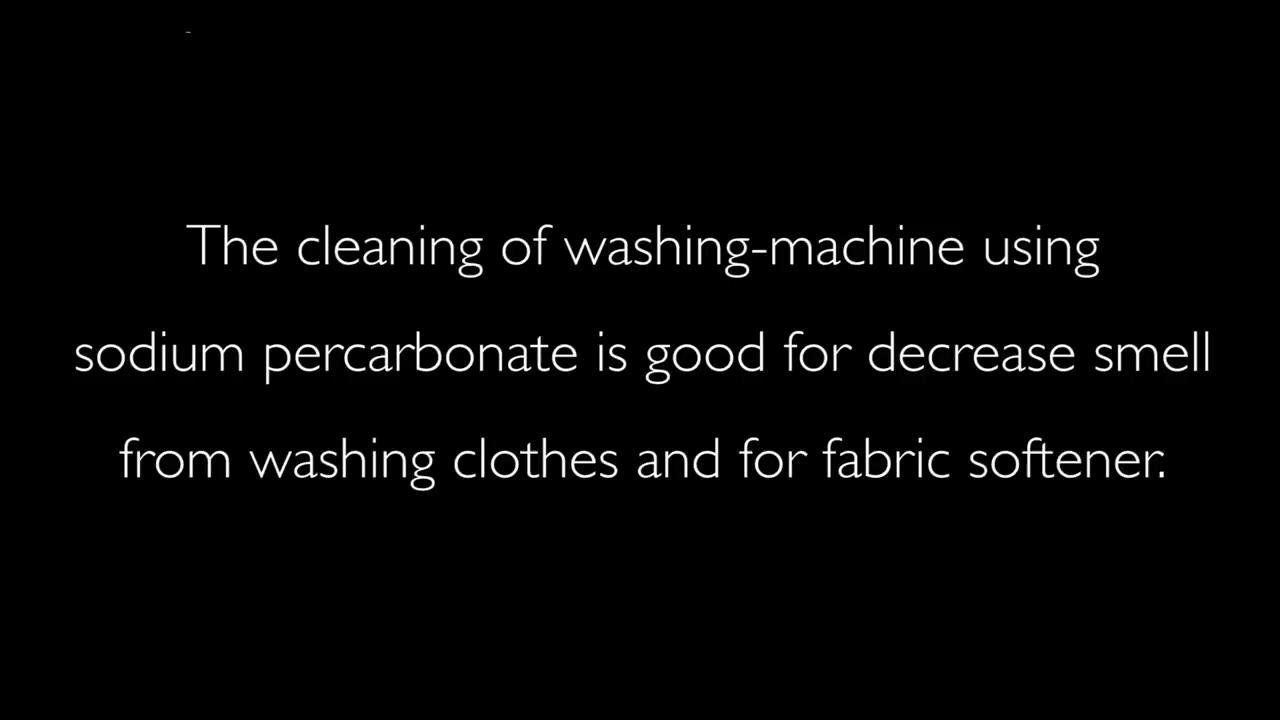 The cleaning of washing-machine using
sodium percarbonate is good for decrease smell
from washing clothes and for fabric softener.